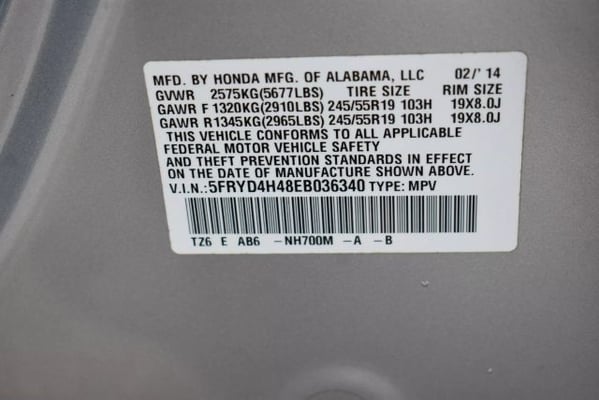 MFD. BY HONDA MFG. OF ALABAMA, LLC 02/'14
GVWR 2575KG(5677LBS) TIRE SIZE RIM SIZE
GAWR F 1320KG(2910LBS) 245/55R19 103H 19X8.0J
GAWR R1345KG(2965LBS) 245/55R19 103H 19X8.0J
THIS VEHICLE CONFORMS TO ALL APPLICABLE
FEDERAL MOTOR VEHICLE SAFETY
AND THEFT PREVENTION STANDARDS IN EFFECT
ON THE DATE OF MANUFACTURE SHOWN ABOVE.
V.I.N.: 5FRYD4H48EB036340 TYPE: MPV
TZ6 E AB6 -NH700M -A -B